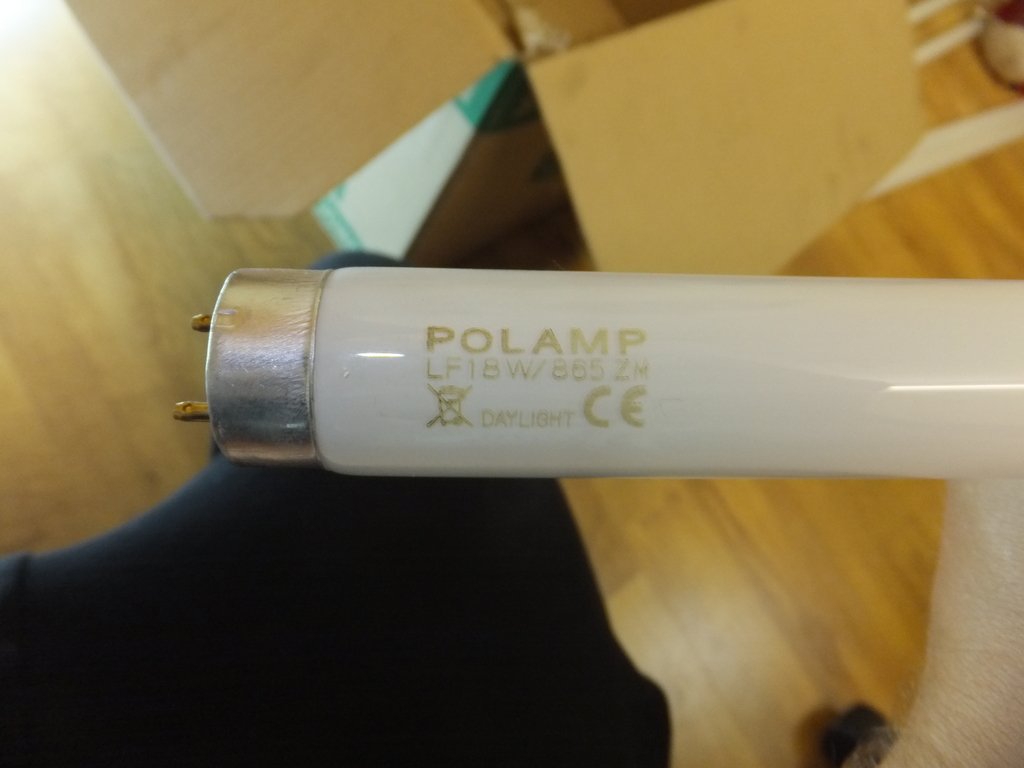 POLAMP
LF18W/865 ZM
DAYLIGHT CE